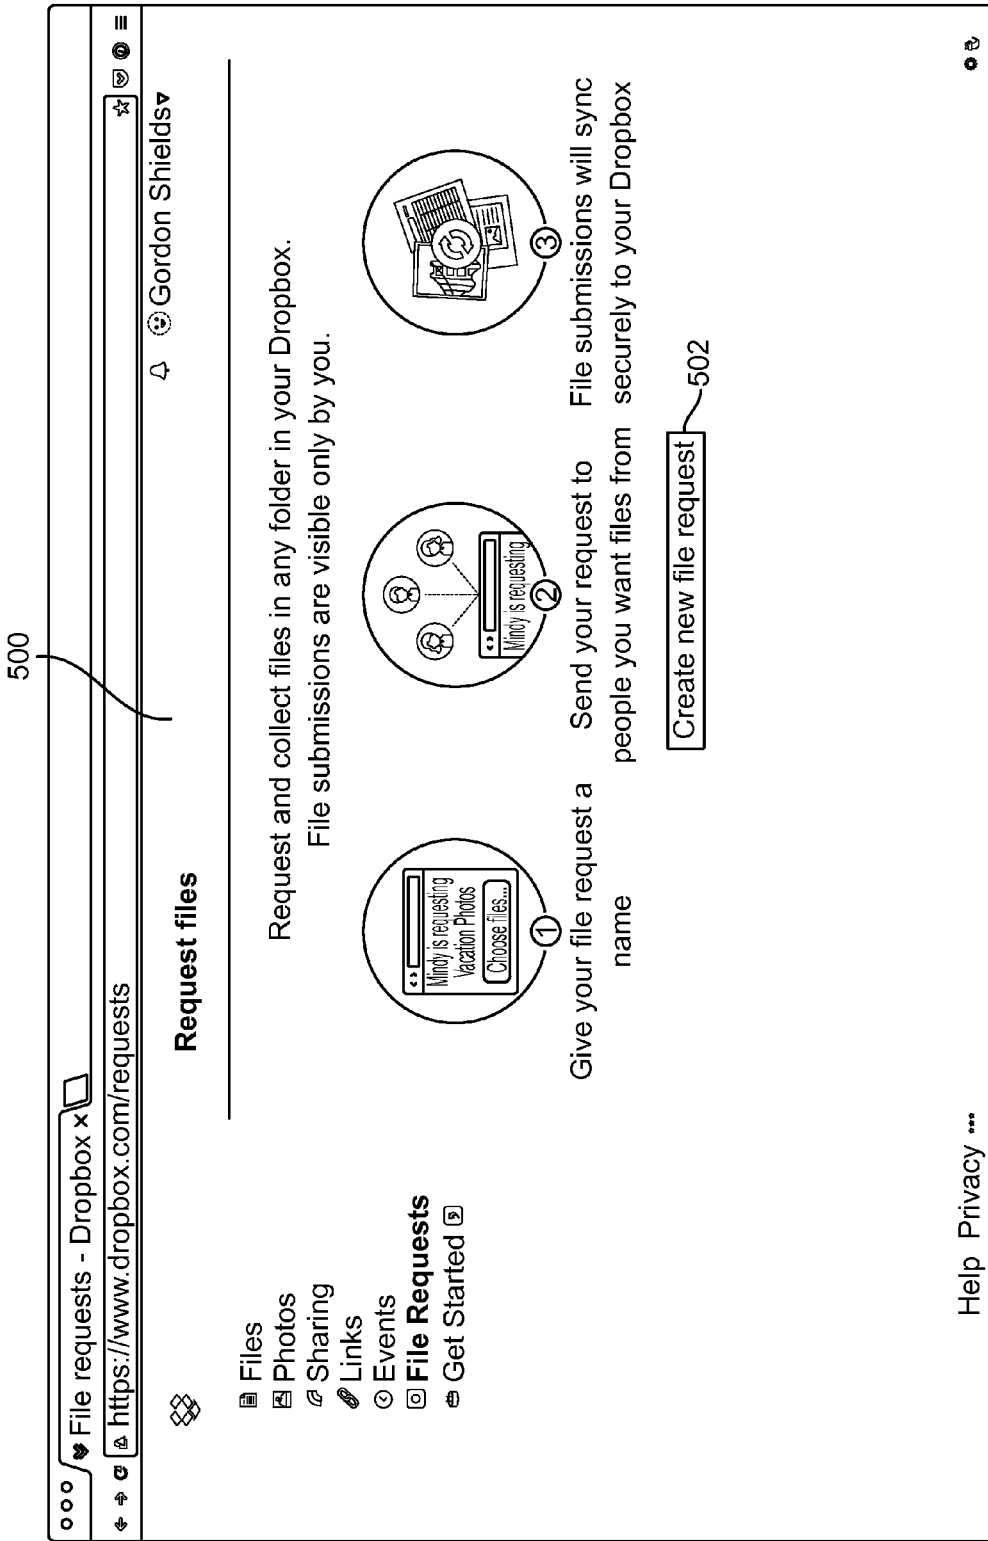 500
File requests - Dropbox x
https://www.dropbox.com/requests
Gordon Shields
Request files
Files
Photos
Sharing
Links
Events
File Requests
Get Started 5
Request and collect files in any folder in your Dropbox.
File submissions are visible only by you.
Mindy is requesting
Vacation Photos
Choose files...
1
Give your file request a
name
Mindy is requesting
2
Send your request to
people you want files from
3
File submissions will sync
securely to your Dropbox
Create new file request
502
Help Privacy •••